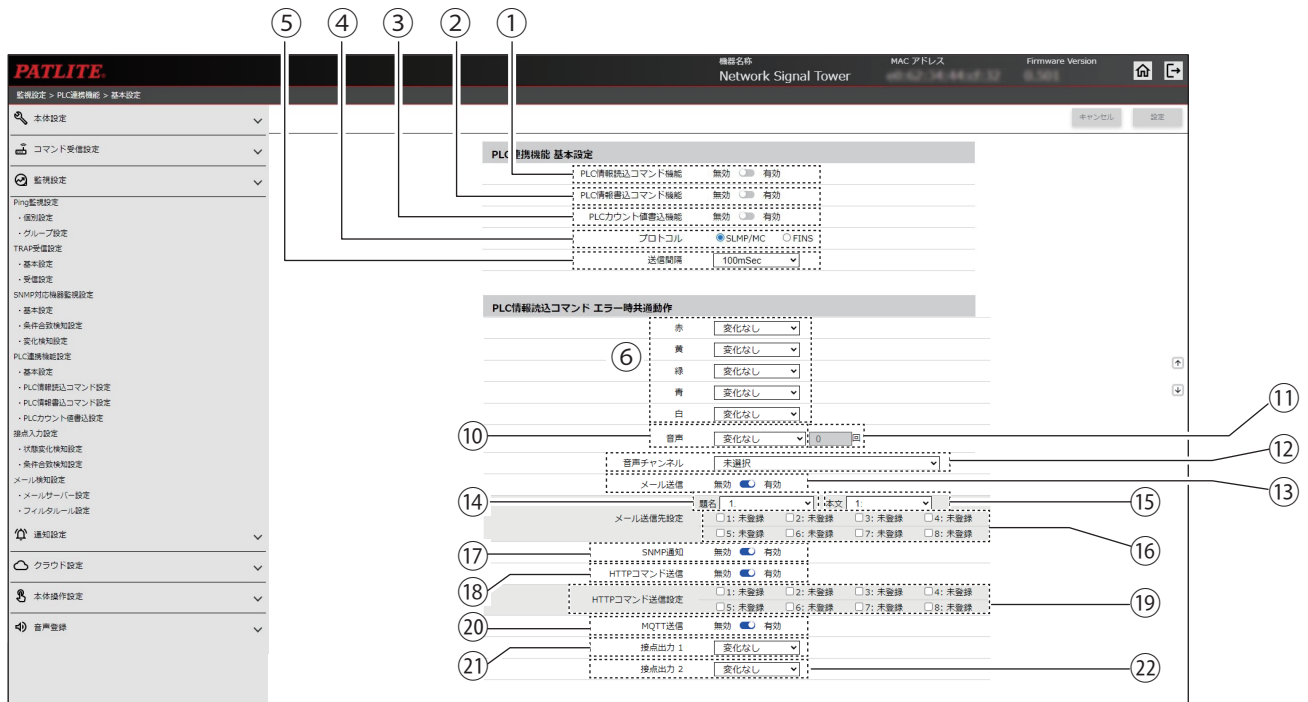 ⑤ ④ ③ ② ①
PATLITE.
機器名称 MAC アドレス Firmware Version
Network Signal Tower
監視設定 > PLC連携機能 > 基本設定
キャンセル 設定
本体設定
コマンド受信設定
監視設定
Ping監視設定
・個別設定
・グループ設定
TRAP受信設定
・基本設定
・受信設定
SNMP対応機器監視設定
・基本設定
・条件合致検知設定
・変化検知設定
PLC連携機能設定
・基本設定
・PLC情報読込コマンド設定
・PLC情報書込コマンド設定
・PLCカウント値書込設定
接点入力設定
・状態変化検知設定
・条件合致検知設定
メール検知設定
・メールサーバー設定
・フィルタルール設定
通知設定
クラウド設定
本体操作設定
音声登録
PLC連携機能 基本設定
PLC情報読込コマンド機能 無効 有効
PLC情報書込コマンド機能 無効 有効
PLCカウント値書込機能 無効 有効
プロトコル SLMP/MC FINS
送信間隔 100mSec
PLC情報読込コマンド エラー時共通動作
赤 変化なし
黄 変化なし
⑥
緑 変化なし
青 変化なし
白 変化なし
⑪
⑩ 音声 変化なし 0 回
⑫
音声チャンネル 未選択
メール送信 無効 有効
⑬
⑭ 題名 1: 本文 1: ⑮
メール送信先設定 1: 未登録 2: 未登録 3: 未登録 4: 未登録
5: 未登録 6: 未登録 7: 未登録 8: 未登録
⑯
⑰ SNMP通知 無効 有効
HTTPコマンド送信 無効 有効
⑱
HTTPコマンド送信設定 1: 未登録 2: 未登録 3: 未登録 4: 未登録
5: 未登録 6: 未登録 7: 未登録 8: 未登録
⑲
⑳ MQTT送信 無効 有効
接点出力 1 変化なし
㉑
接点出力 2 変化なし ㉒